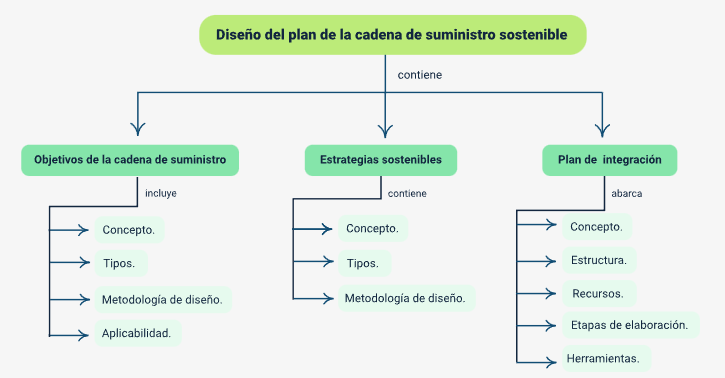 Diseño del plan de la cadena de suministro sostenible
contiene
Objetivos de la cadena de suministro
incluye
Concepto.
Tipos.
Metodología de diseño.
Aplicabilidad.
Estrategias sostenibles
contiene
Concepto.
Tipos.
Metodología de diseño.
Plan de integración
abarca
Concepto.
Estructura.
Recursos.
Etapas de elaboración.
Herramientas.